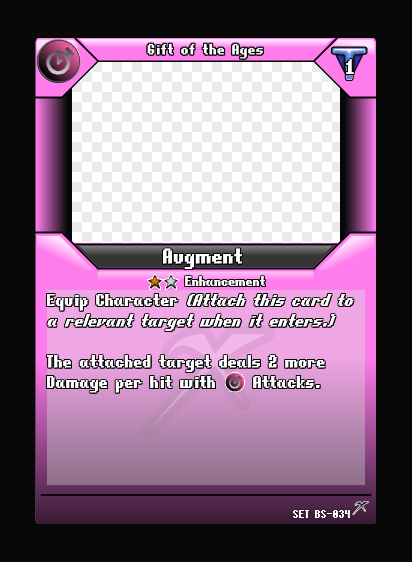 Gift of the Ages
1
Augment
Enhancement
Equip Character (Attach this card to
a relevant target when it enters.)
The attached target deals 2 more
Damage per hit with Attacks.
SET BS-034